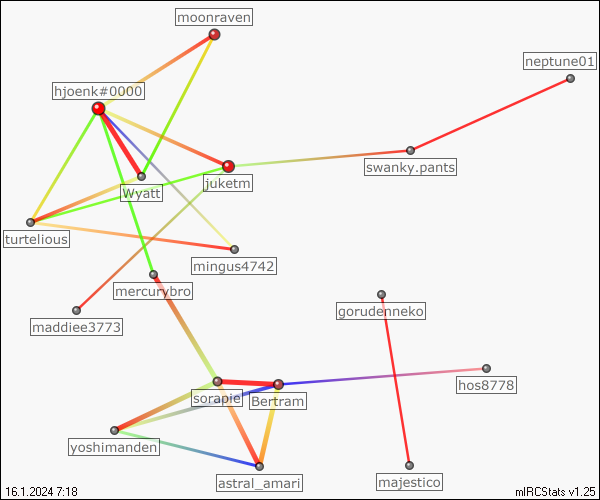 moonraven
neptune01
hjoenk#0000
swanky.pants
juketm
Wyatt
turtelious
mingus4742
mercurybro
gorudenneko
maddiee3773
hos8778
sorapie
Bertram
yoshimanden
astral_amari
majestico
16.1.2024 7:18
mIRCStats v1.25